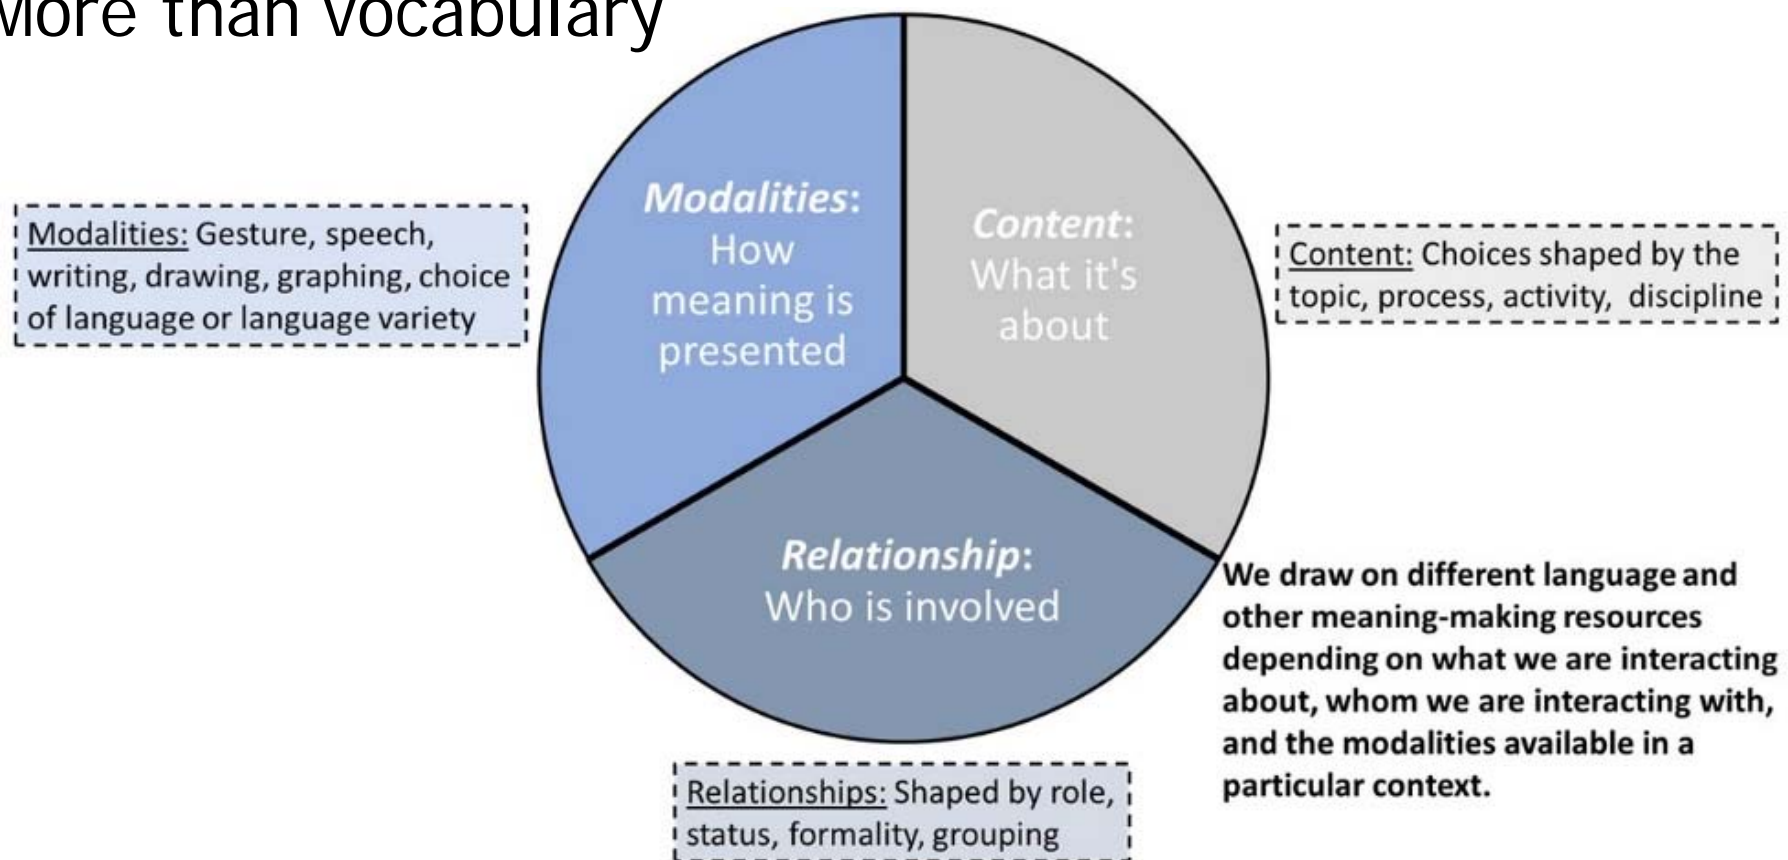 More than vocabulary
Modalities:
How
meaning is
presented
Content:
What it's
about
Modalities: Gesture, speech,
writing, drawing, graphing, choice
of language or language variety
Content: Choices shaped by the
topic, process, activity, discipline
Relationship:
Who is involved
We draw on different language and
other meaning-making resources
depending on what we are interacting
about, whom we are interacting with,
and the modalities available in a
particular context.
Relationships: Shaped by role,
status, formality, grouping